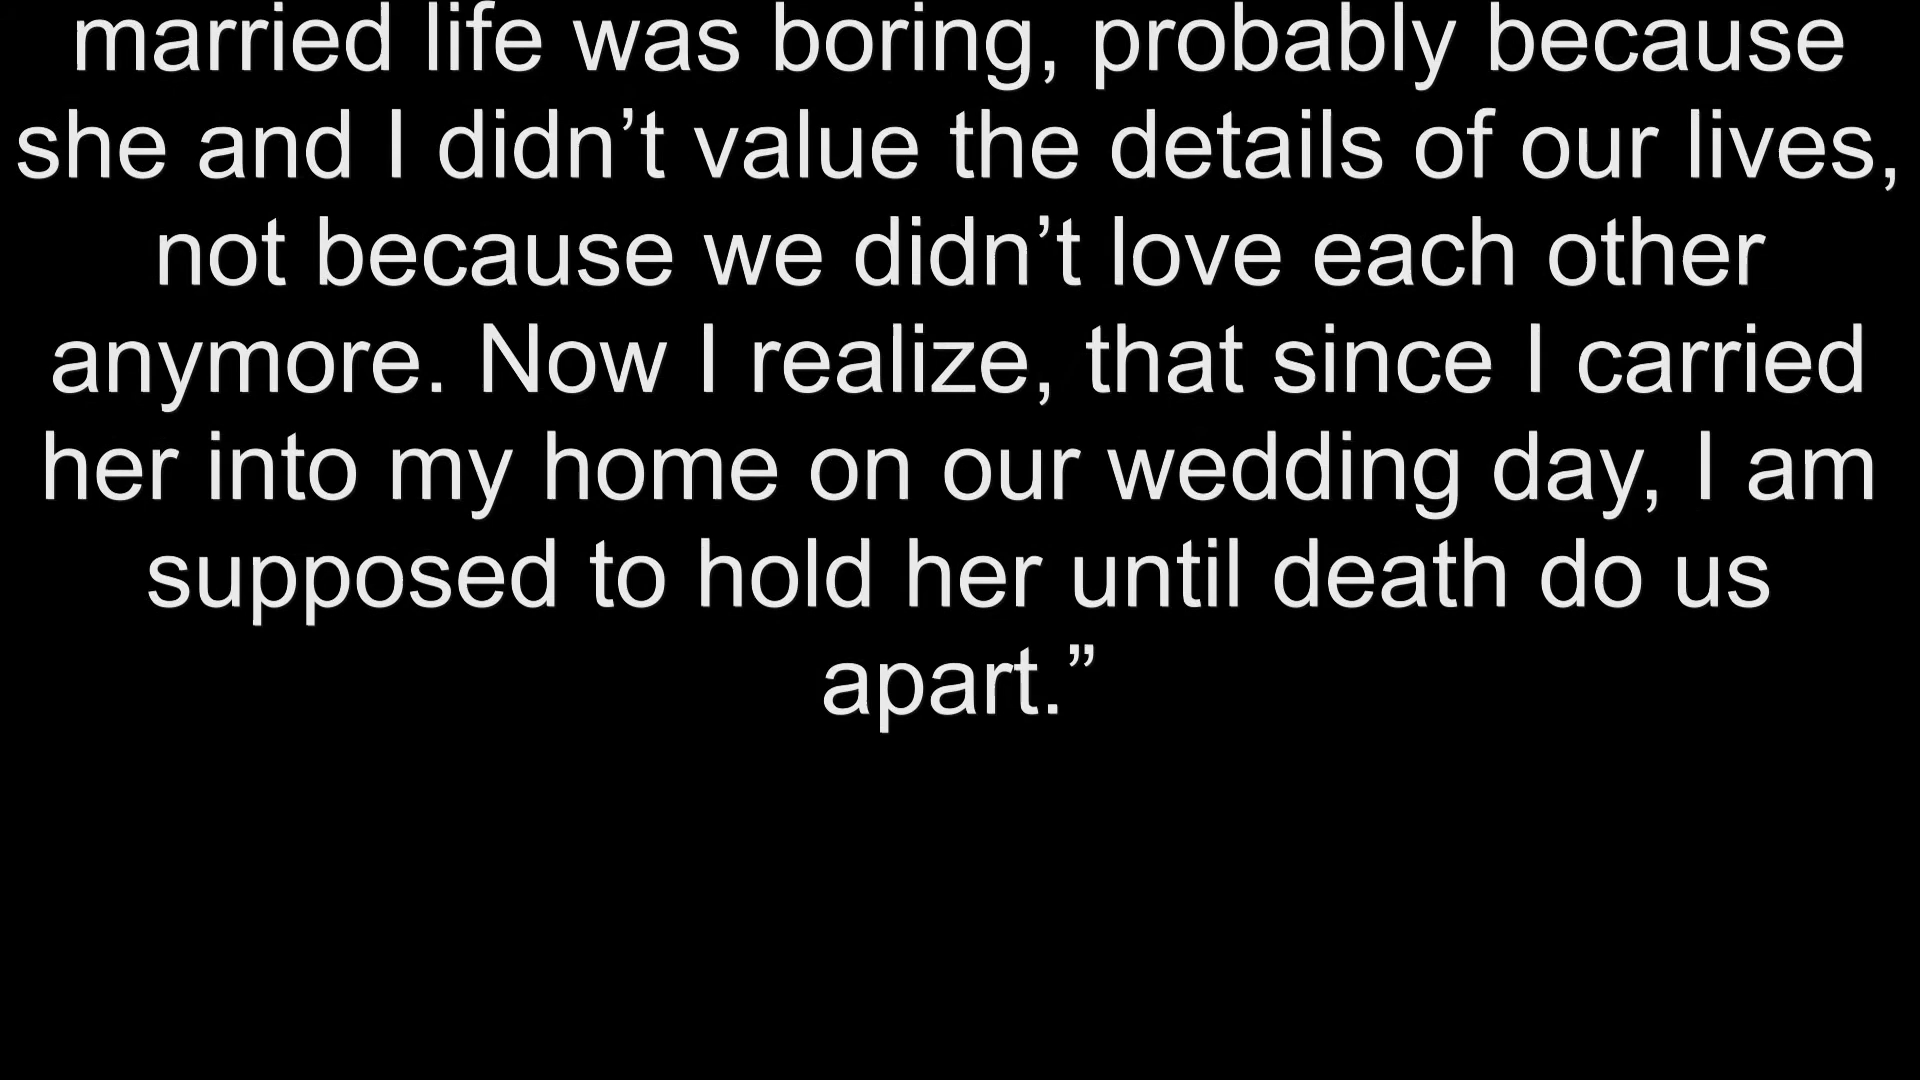 married life was boring, probably because
she and I didn’t value the details of our lives,
not because we didn’t love each other
anymore. Now I realize, that since I carried
her into my home on our wedding day, I am
supposed to hold her until death do us
apart.”